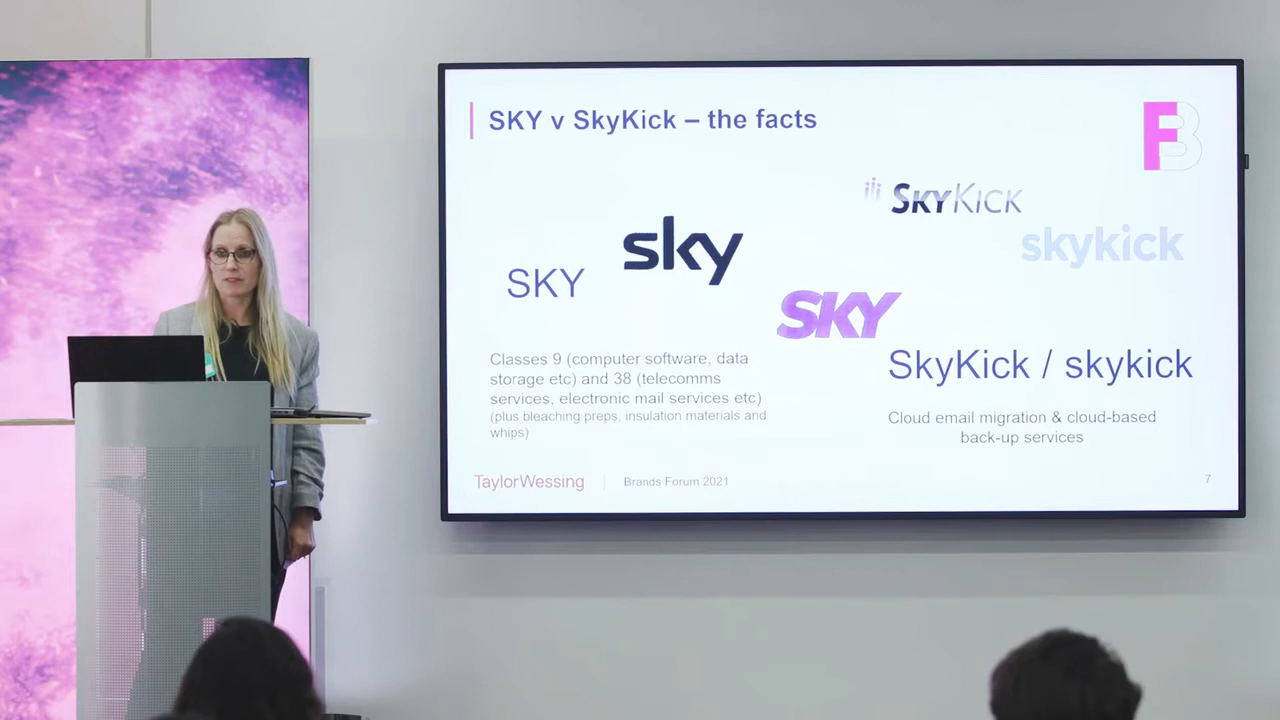 SKY v SkyKick – the facts
FB
SKYKICK
sky
skykick
SKY
SKY
SkyKick / skykick
Classes 9 (computer software, data
storage etc) and 38 (telecomms
services, electronic mail services etc)
(plus bleaching preps, insulation materials and
whips)
Cloud email migration & cloud-based
back-up services
TaylorWessing
Brands Forum 2021
7